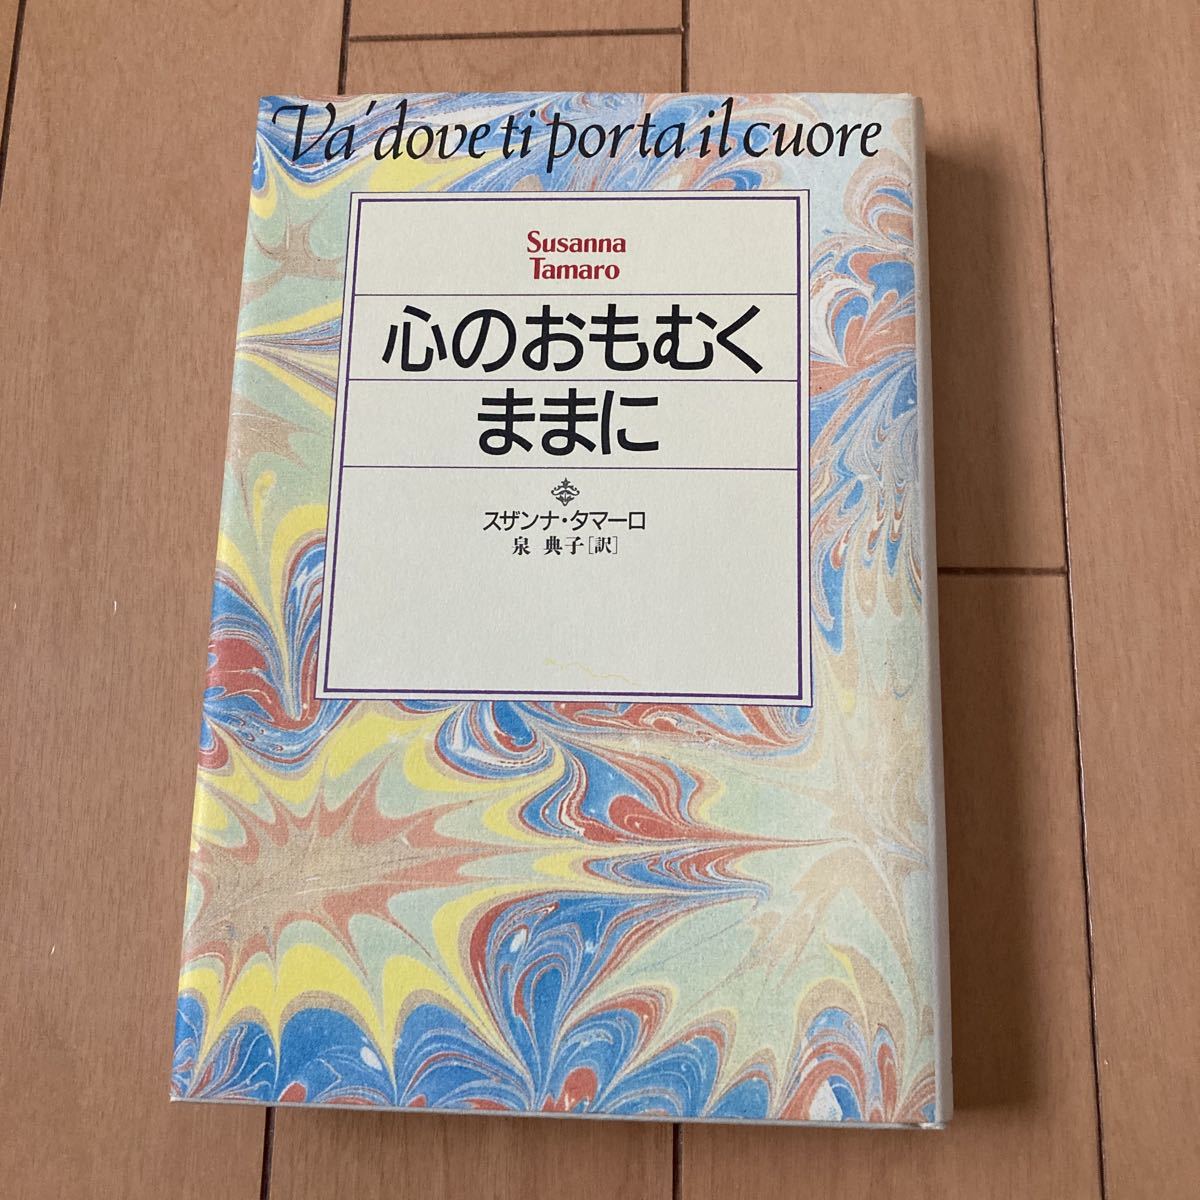 Va' dove ti porta il cuore
Susanna
Tamaro
心のおもむく
ままに
スザンナ・タマーロ
泉 典子[訳]